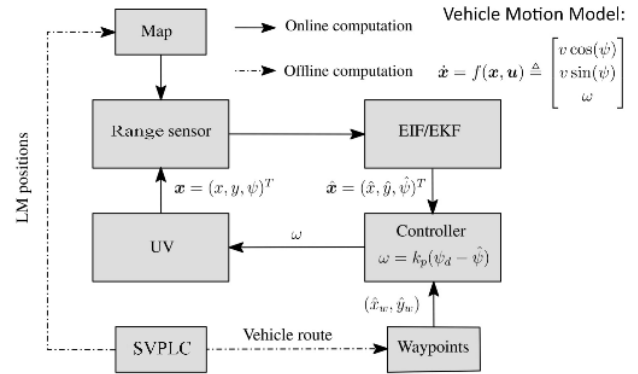 Vehicle Motion Model:
Map
Online computation
Offline computation
ẋ = f(x, u) ≜ [v cos(ψ)
v sin(ψ)
ω]
LM positions
Range sensor
EIF/EKF
x = (x, y, ψ)^T
x̂ = (x̂, ŷ, ψ̂)^T
UV
ω
Controller
ω = k_p(ψ_d − ψ̂)
(x̂_w, ŷ_w)
SVPLC
Vehicle route
Waypoints